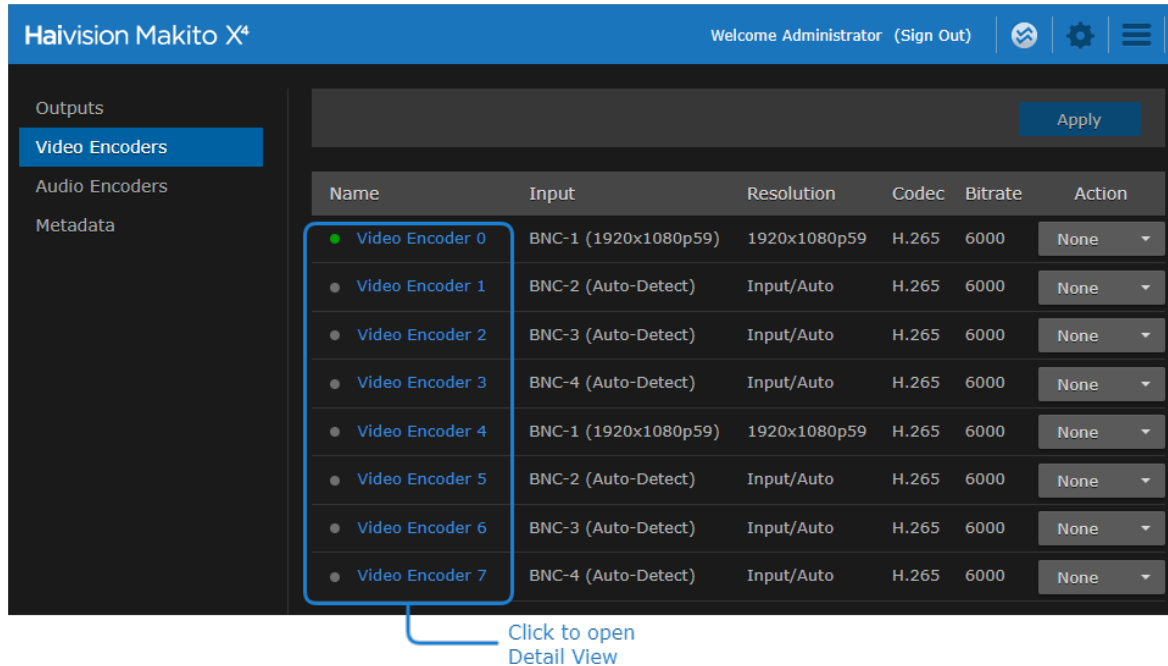 Haivision Makito X⁴
Welcome Administrator (Sign Out)
Outputs
Video Encoders
Audio Encoders
Metadata
Apply
Name Input Resolution Codec Bitrate Action
Video Encoder 0 BNC-1 (1920x1080p59) 1920x1080p59 H.265 6000 None
Video Encoder 1 BNC-2 (Auto-Detect) Input/Auto H.265 6000 None
Video Encoder 2 BNC-3 (Auto-Detect) Input/Auto H.265 6000 None
Video Encoder 3 BNC-4 (Auto-Detect) Input/Auto H.265 6000 None
Video Encoder 4 BNC-1 (1920x1080p59) 1920x1080p59 H.265 6000 None
Video Encoder 5 BNC-2 (Auto-Detect) Input/Auto H.265 6000 None
Video Encoder 6 BNC-3 (Auto-Detect) Input/Auto H.265 6000 None
Video Encoder 7 BNC-4 (Auto-Detect) Input/Auto H.265 6000 None
Click to open
Detail View